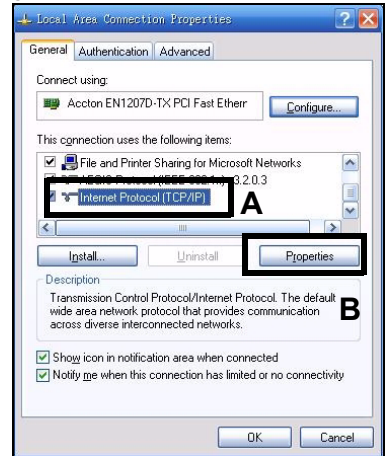 Local Area Connection Properties
General Authentication Advanced
Connect using:
Accton EN1207D-TX PCI Fast Etherr Configure...
This connection uses the following items:
File and Printer Sharing for Microsoft Networks
3.2.0.3
Internet Protocol (TCP/IP)
A
Install... Uninstall Properties
B
Description
Transmission Control Protocol/Internet Protocol. The default
wide area network protocol that provides communication
across diverse interconnected networks.
Show icon in notification area when connected
Notify me when this connection has limited or no connectivity
OK Cancel